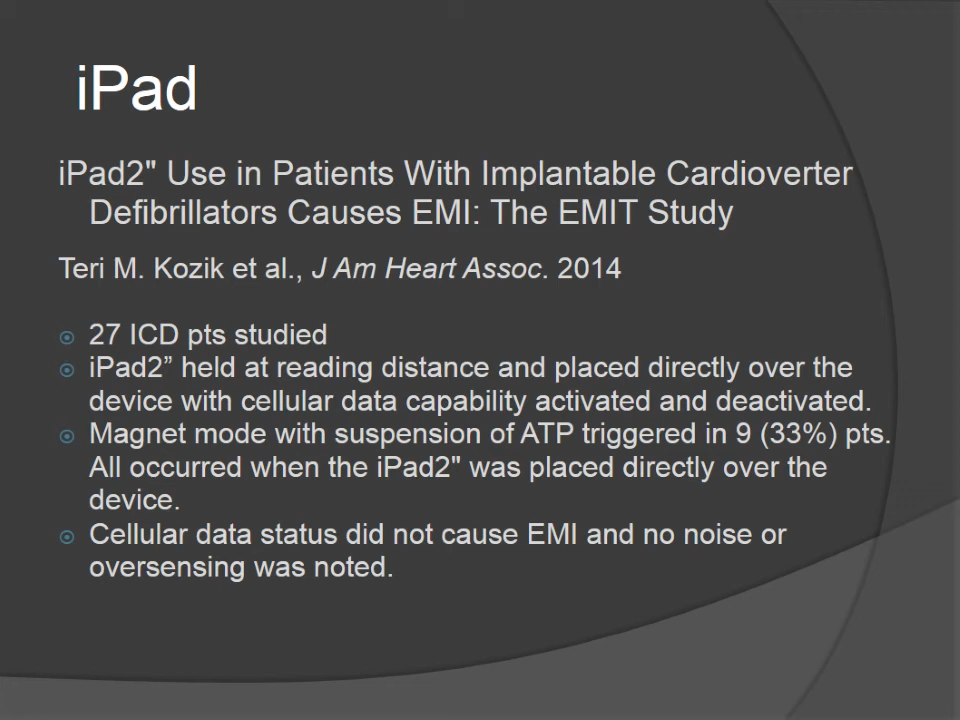 iPad
iPad2" Use in Patients With Implantable Cardioverter
Defibrillators Causes EMI: The EMIT Study
Teri M. Kozik et al., J Am Heart Assoc. 2014
27 ICD pts studied
iPad2” held at reading distance and placed directly over the
device with cellular data capability activated and deactivated.
Magnet mode with suspension of ATP triggered in 9 (33%) pts.
All occurred when the iPad2" was placed directly over the
device.
Cellular data status did not cause EMI and no noise or
oversensing was noted.